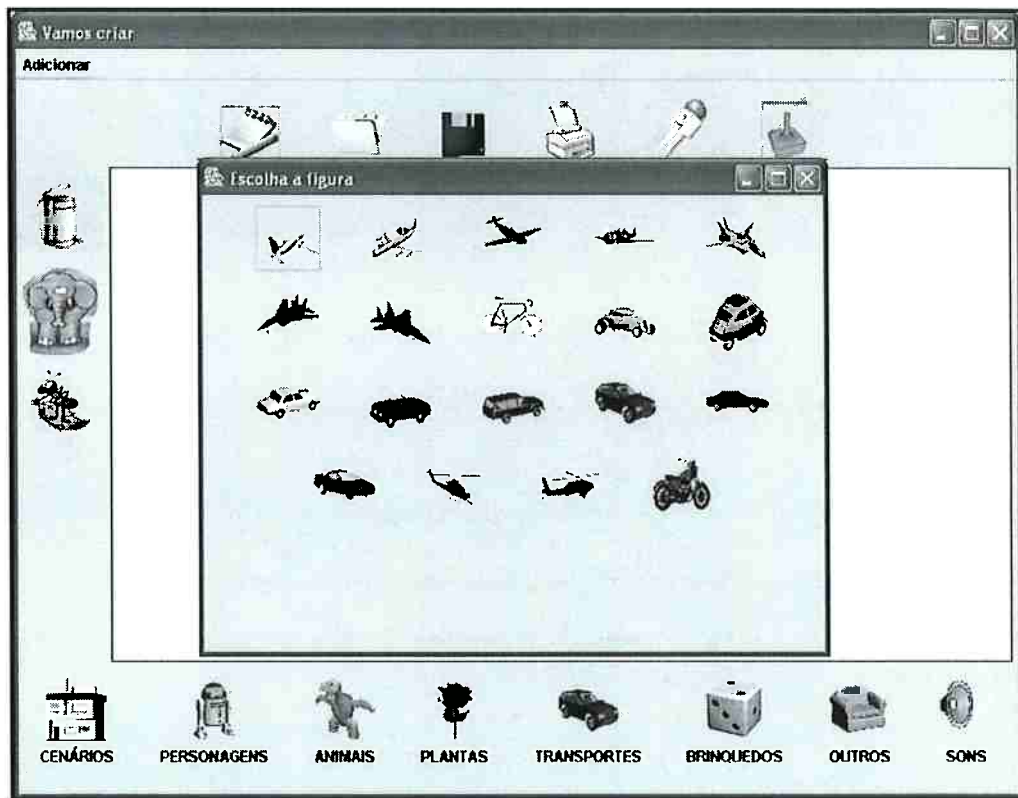 Vamos criar
Adicionar
Escolha a figura
CENÁRIOS PERSONAGENS ANIMAIS PLANTAS TRANSPORTES BRINQUEDOS OUTROS SONS